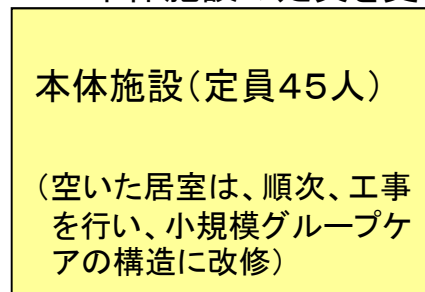 本体施設(定員45人)
(空いた居室は、順次、工事
を行い、小規模グループケ
アの構造に改修)